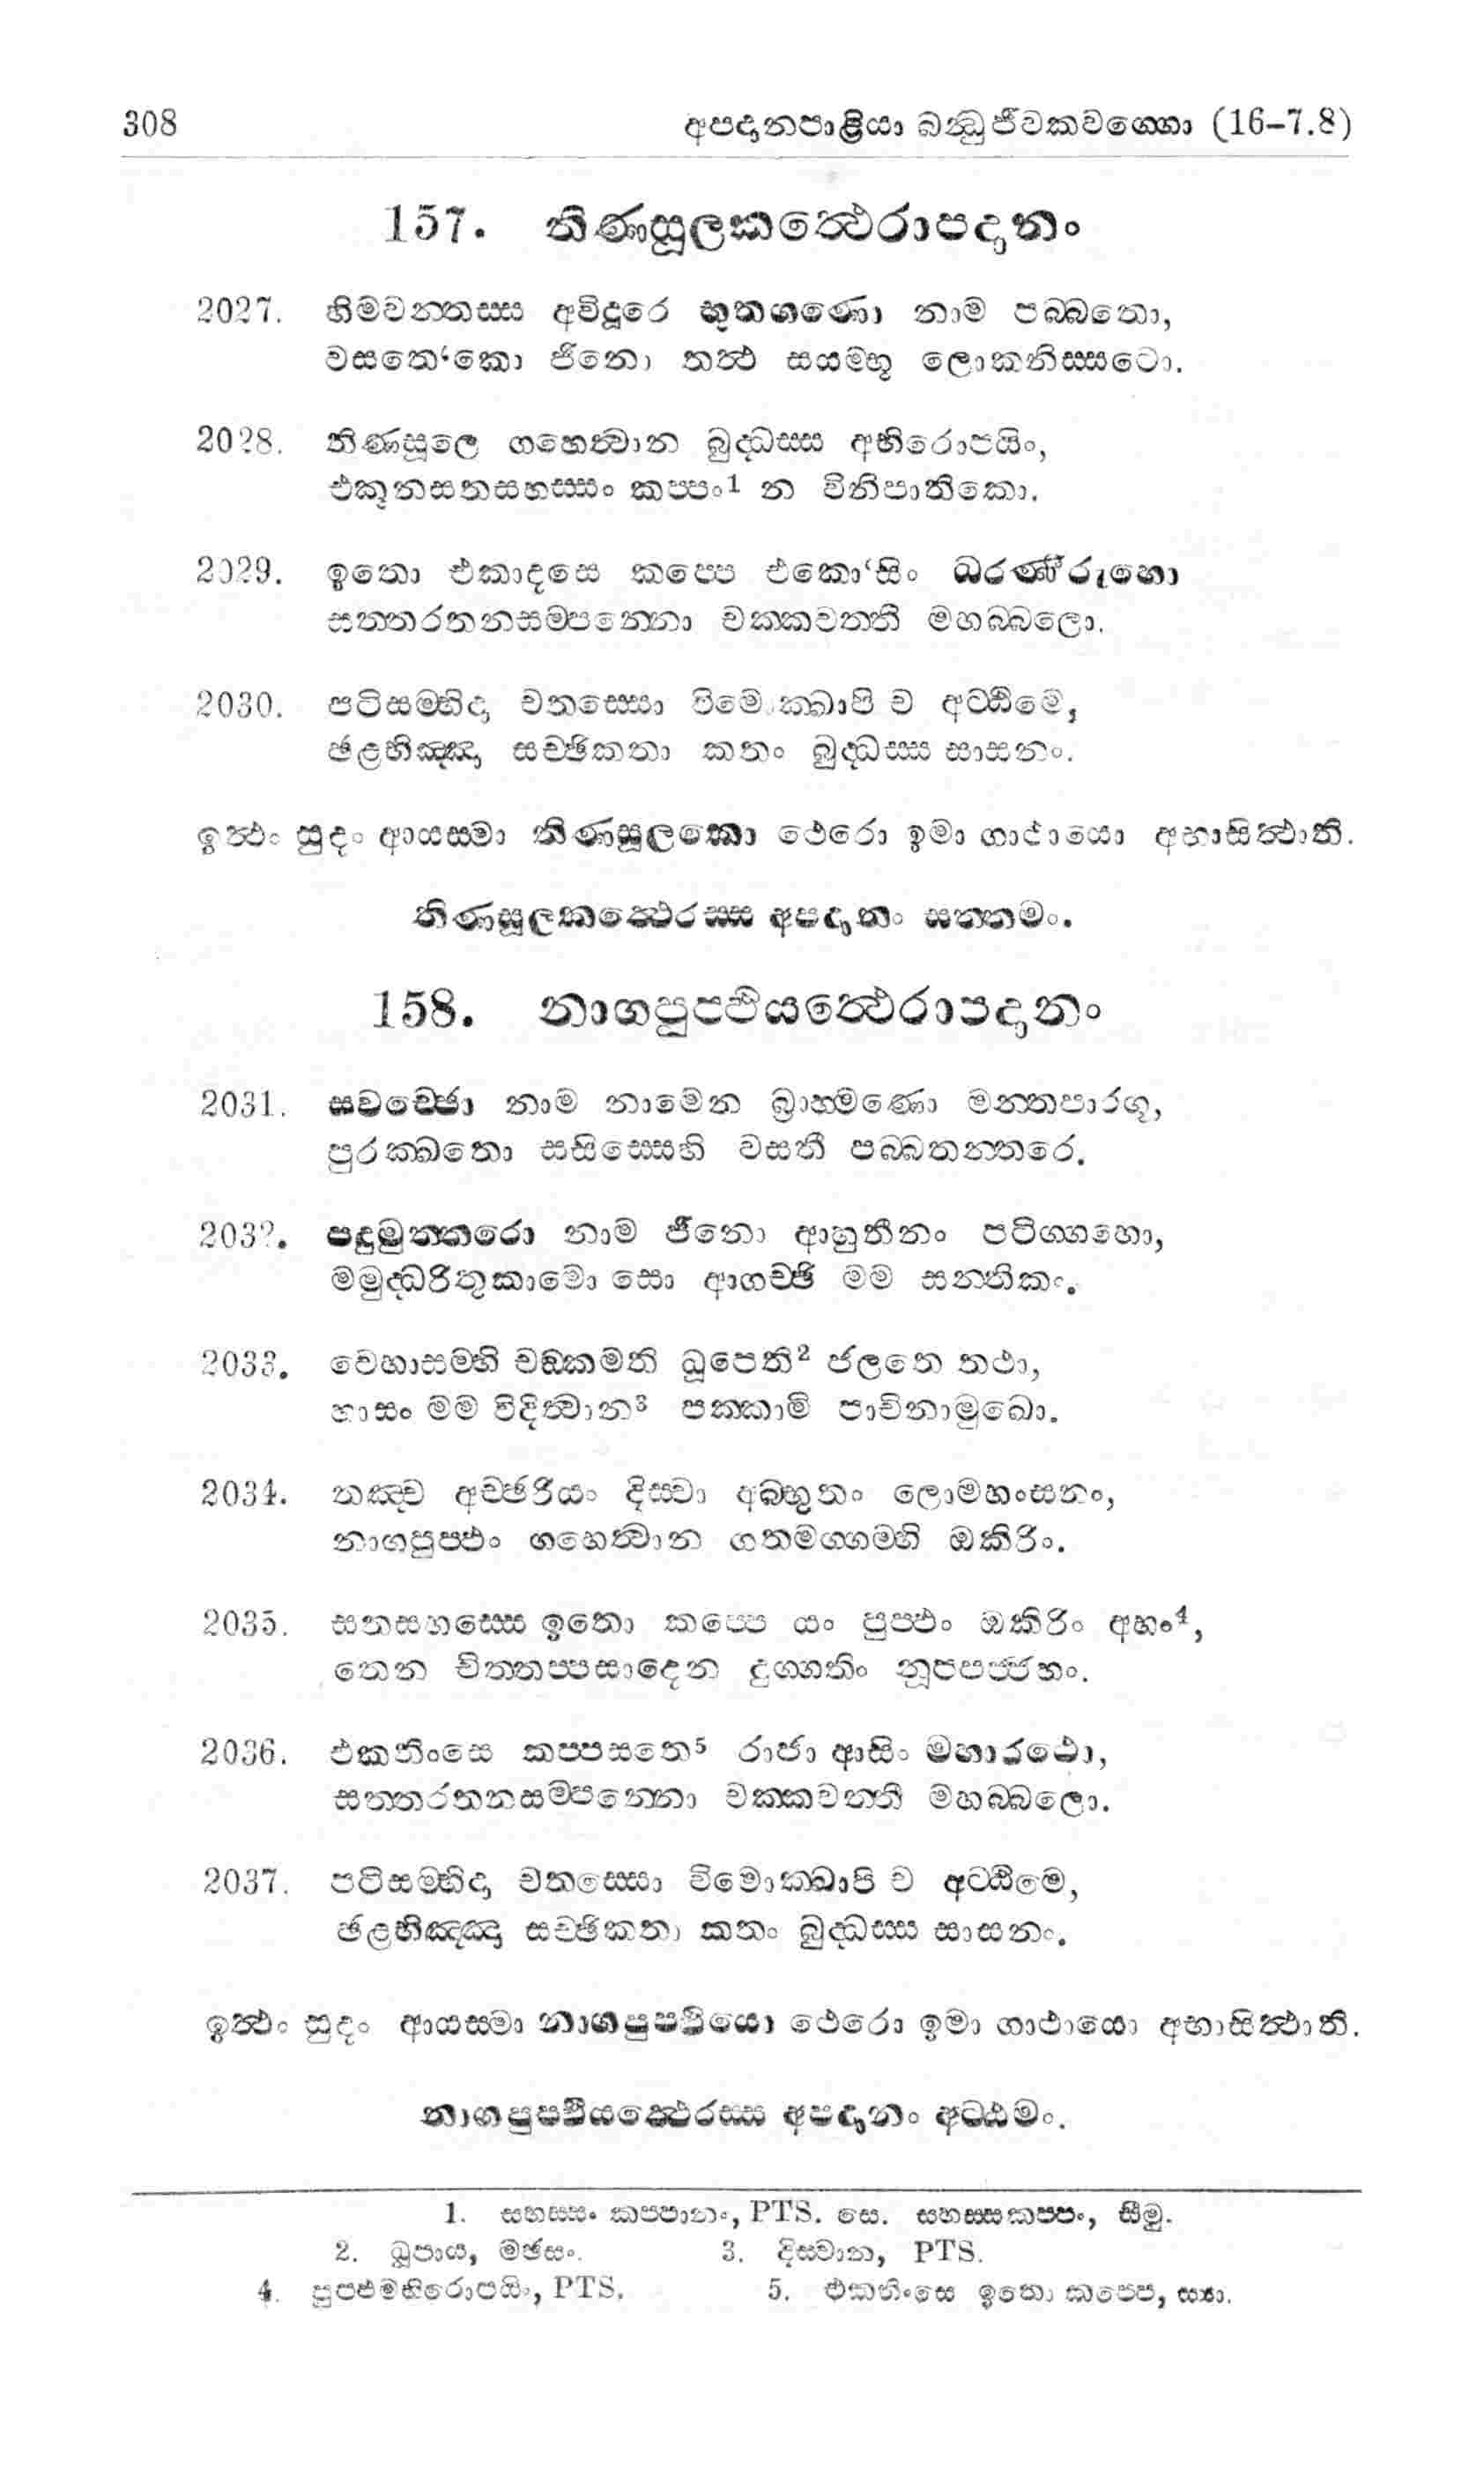 308 අපදානපාළියා බන්ධුජීවකවග්ගො (16–7.8)
157. තිණසූලකත්ථෙරාපදානං
2027. හිමවන්තස්ස අවිදූරෙ භූතගණො නාම පබ්බතො,
වසතෙ‘කො ජිනො තත්ථ සයම්භූ ලොකනිස්සටො.
2028. තිණසූලෙ ගහෙත්වාන බුද්ධස්ස අභිරොපයිං,
එකූනසතසහස්සං කප්පං1 න විනිපාතිකො.
2029. ඉතො එකාදසෙ කප්පෙ එකො‘සිං ධරණීරුහො
සත්තරතනසම්පන්නො චක්කවත්තී මහබ්බලො.
2030. පටිසම්භිදා චතස්සො විමොක්ඛාපි ච අට්ඨිමෙ,
ඡළභිඤ්ඤා සච්ඡිකතා කතං බුද්ධස්ස සාසනං.
ඉත්ථං සුදං ආයස්මා තිණසූලකො ථෙරො ඉමා ගාථායො අභාසිත්ථාති.
තිණසූලකත්ථෙරස්ස අපදානං සත්තමං.
158. නාගපුප්ඵියත්ථෙරාපදානං
2031. සුවච්ඡො නාම නාමෙන බ්‍රාහ්මණො මන්තපාරගූ,
පුරක්ඛතො සසිස්සෙහි වසතී පබ්බතන්තරෙ.
2032. පදුමුත්තරො නාම ජිනො ආහුතීනං පටිග්ගහො,
මමුද්ධරිතුකාමො සො ආගච්ඡි මම සන්තිකං.
2033. වෙහාසම්හි චඞ්කමති ධූපෙති2 ජලතෙ තථා,
හාසං මම විදිත්වාන3 පක්කාමි පාචිනාමුඛො.
2034. තඤ්ච අච්ඡරියං දිස්වා අබ්භුතං ලොමහංසනං,
නාගපුප්ඵං ගහෙත්වාන ගතමග්ගම්හි ඔකිරිං.
2035. සතසහස්සෙ ඉතො කප්පෙ යං පුප්ඵං ඔකිරිං අහං4,
තෙන චිත්තප්පසාදෙන දුග්ගතිං නූපපජ්ජහං.
2036. එකතිංසෙ කප්පසතෙ5 රාජා ආසිං මහාරථො,
සත්තරතනසම්පන්නො චක්කවත්තී මහබ්බලො.
2037. පටිසම්භිදා චතස්සො විමොක්ඛාපි ච අට්ඨිමෙ,
ඡළභිඤ්ඤා සච්ඡිකතා කතං බුද්ධස්ස සාසනං.
ඉත්ථං සුදං ආයස්මා නාගපුප්ඵියො ථෙරො ඉමා ගාථායො අභාසිත්ථාති.
නාගපුප්ඵියත්ථෙරස්ස අපදානං අට්ඨමං.
1. සහස්සං කප්පානං, PTS. සෙ. සහස්සකප්පං, සීමු.
2. ධූපාය, මඡසං. 3. දිස්වාන, PTS.
4. පුප්ඵමභිරොපයිං, PTS. 5. එකතිංසෙ ඉතො කප්පෙ, ස්‍යා.